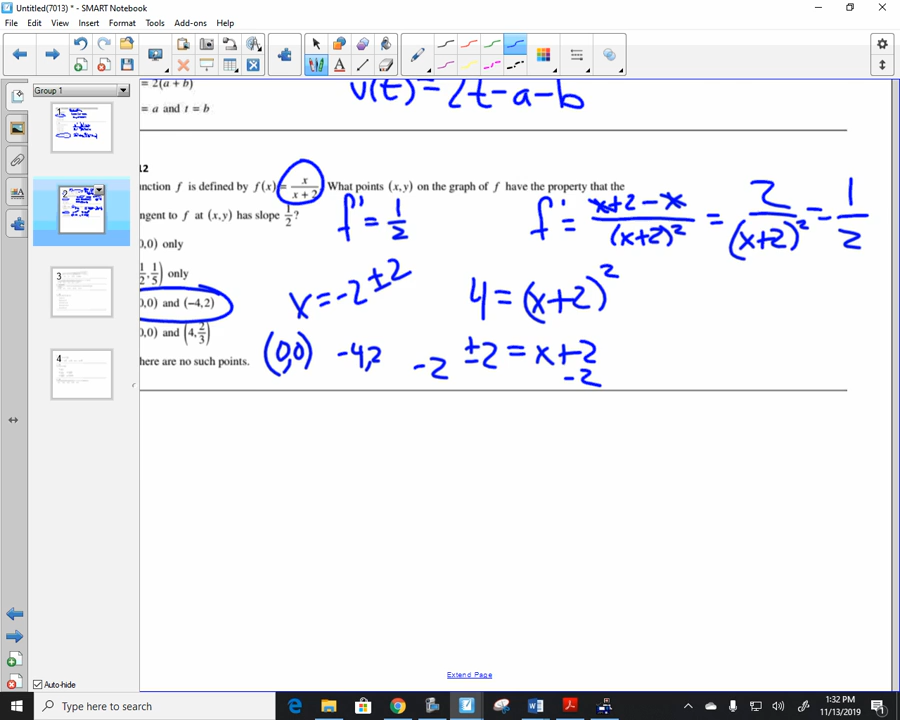 Untitled(7013) * - SMART Notebook
File Edit View Insert Format Tools Add-ons Help
Group 1
= 2(a + b)
v(t) = 2t - a - b
= a and t = b
12
nction f is defined by f(x) = x/(x + 2). What points (x, y) on the graph of f have the property that the
ngent to f at (x, y) has slope 1/2?
f' = 1/2
f' = (x+2 - x)/(x+2)² = 2/(x+2)² = 1/2
0,0) only
(1/2, 1/5) only
x = -2 ± 2
4 = (x+2)²
0,0) and (-4,2)
0,0) and (4, 2/3)
here are no such points.
(0,0) -4,2
-2 ±2 = x+2
-2
1
2
3
4
Extend Page
Auto-hide
Type here to search
1:32 PM
11/13/2019